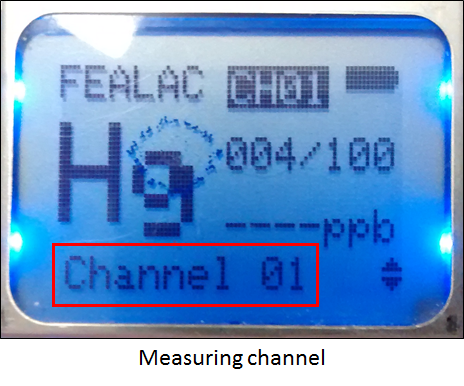 FEALAC CH01
Hg 004/100
----ppb
Channel 01
Measuring channel